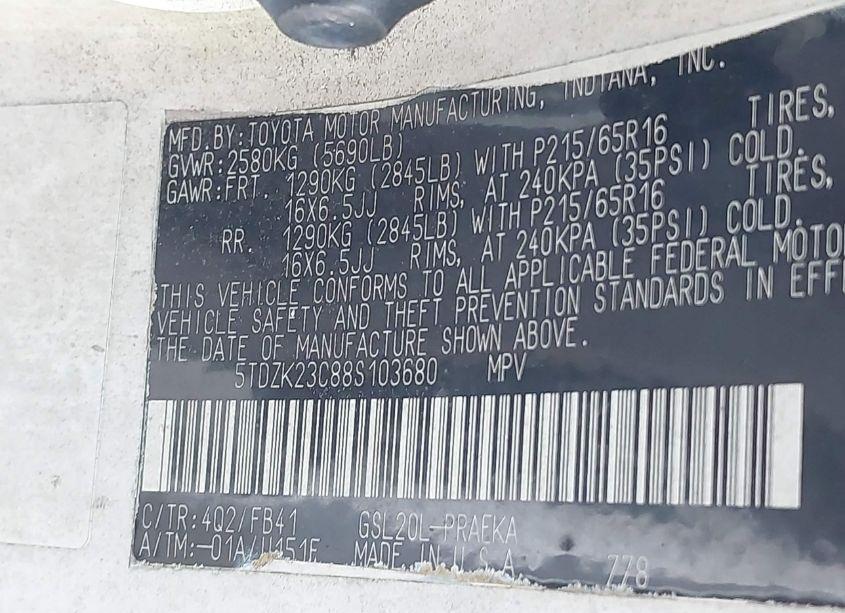 MFD.BY:TOYOTA MOTOR MANUFACTURING, INDIANA, INC.
GVWR:2580KG (5690LB)
GAWR:FRT. 1290KG (2845LB) WITH P215/65R16 TIRES,
16X6.5JJ RIMS, AT 240KPA (35PSI) COLD.
RR. 1290KG (2845LB) WITH P215/65R16 TIRES,
16X6.5JJ RIMS, AT 240KPA (35PSI) COLD.
THIS VEHICLE CONFORMS TO ALL APPLICABLE FEDERAL MOTO
VEHICLE SAFETY AND THEFT PREVENTION STANDARDS IN EFF
THE DATE OF MANUFACTURE SHOWN ABOVE.
5TDZK23C88S103680 MPV
C/TR:4Q2/FB41 GSL20L-PRAEKA
A/TM:-01A/U151F MADE IN U.S.A 778